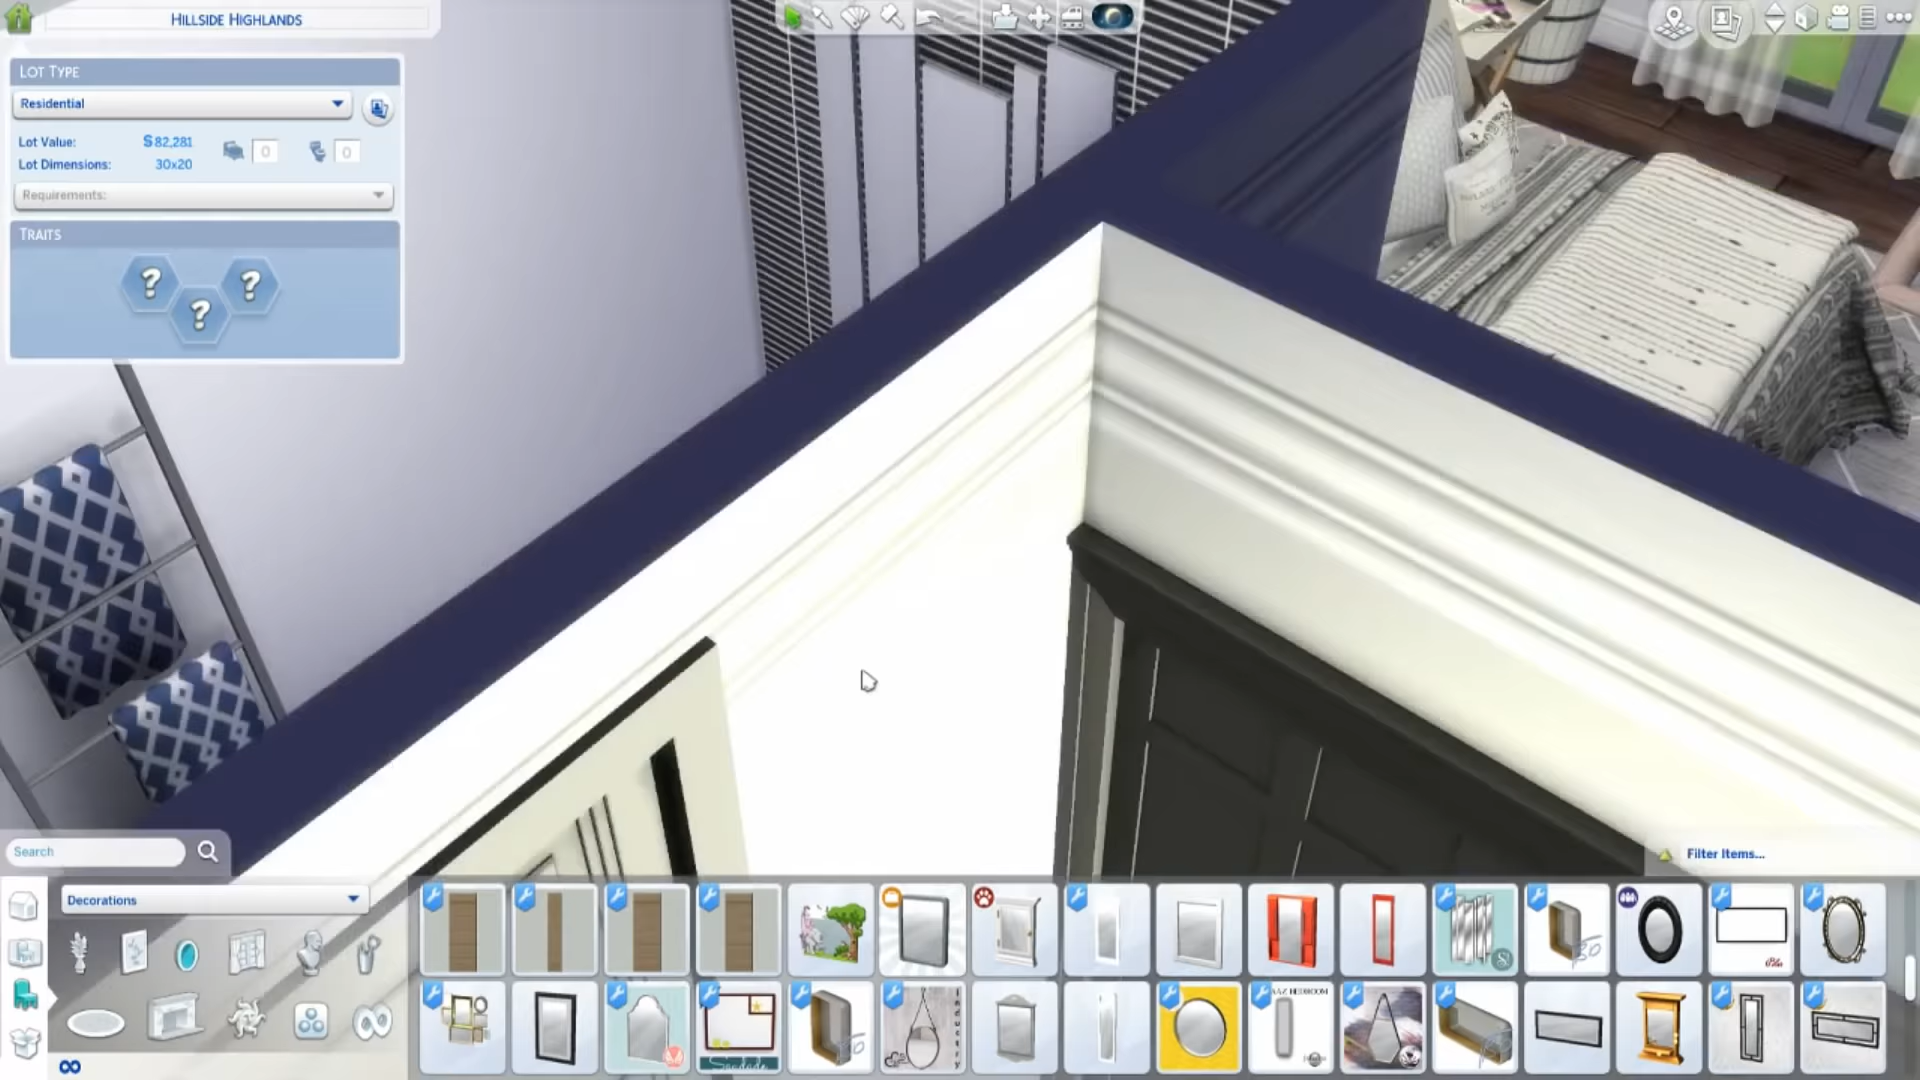 HILLSIDE HIGHLANDS
LOT TYPE
Residential
Lot Value: $82,281
0
0
Lot Dimensions: 30x20
Requirements:
TRAITS
? ? ?
Search
Filter Items...
Decorations